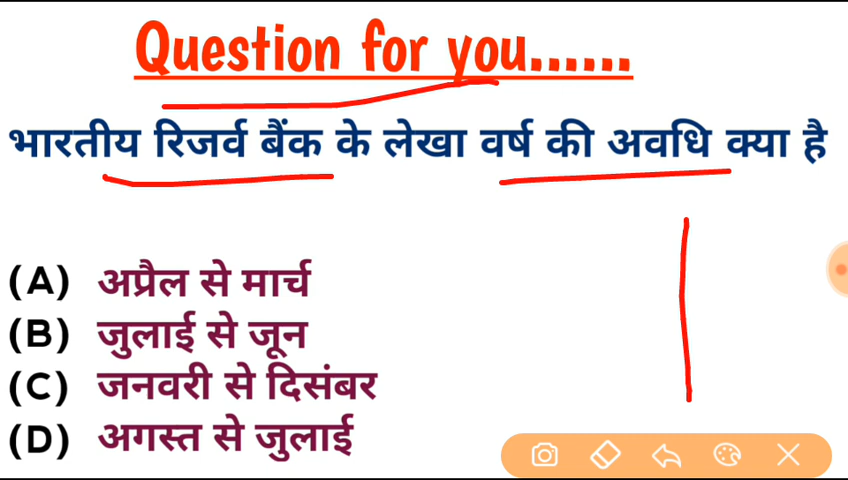 Question for you......
भारतीय रिजर्व बैंक के लेखा वर्ष की अवधि क्या है
(A) अप्रैल से मार्च
(B) जुलाई से जून
(C) जनवरी से दिसंबर
(D) अगस्त से जुलाई